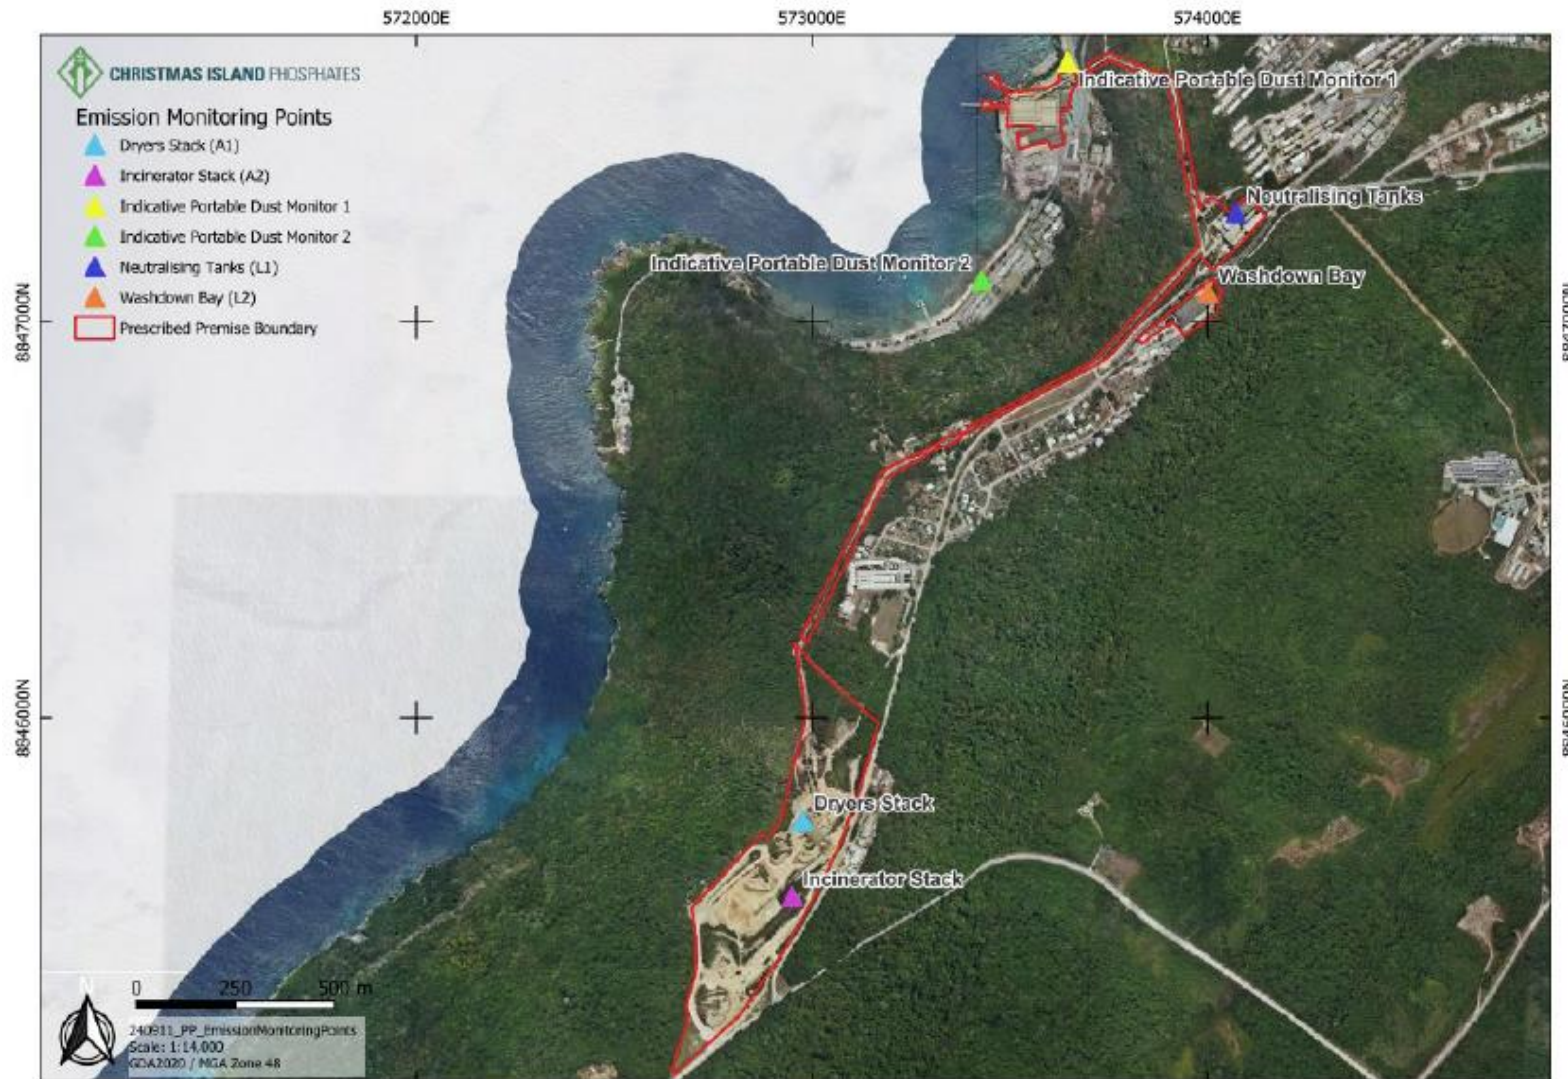 572000E
573000E
574000E
CHRISTMAS ISLAND PHOSPHATES
Emission Monitoring Points
Dryers Stack (A1)
Incinerator Stack (A2)
Indicative Portable Dust Monitor 1
Indicative Portable Dust Monitor 2
Neutralising Tanks (L1)
Washdown Bay (L2)
Prescribed Premise Boundary
Indicative Portable Dust Monitor 1
Neutralising Tanks
Indicative Portable Dust Monitor 2
Washdown Bay
8847000N
8847000N
8846000N
8846000N
Dryers Stack
Incinerator Stack
N
0 250 500 m
240911_PP_EmissionMonitoringPoints
Scale: 1:14,000
GDA2020 / MGA Zone 48